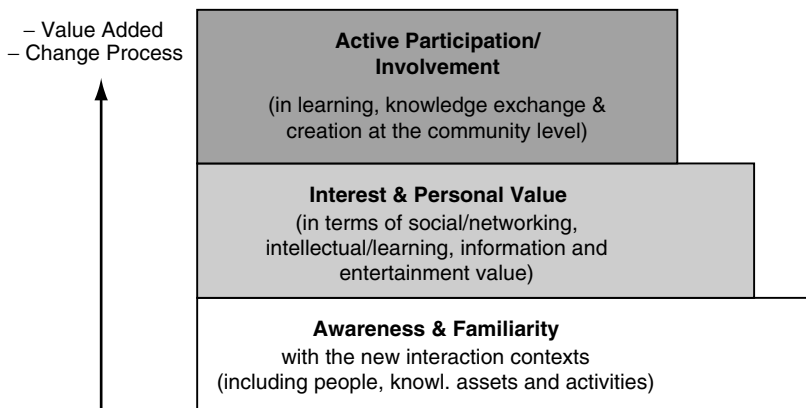 – Value Added
– Change Process
Active Participation/
Involvement
(in learning, knowledge exchange &
creation at the community level)
Interest & Personal Value
(in terms of social/networking,
intellectual/learning, information and
entertainment value)
Awareness & Familiarity
with the new interaction contexts
(including people, knowl. assets and activities)